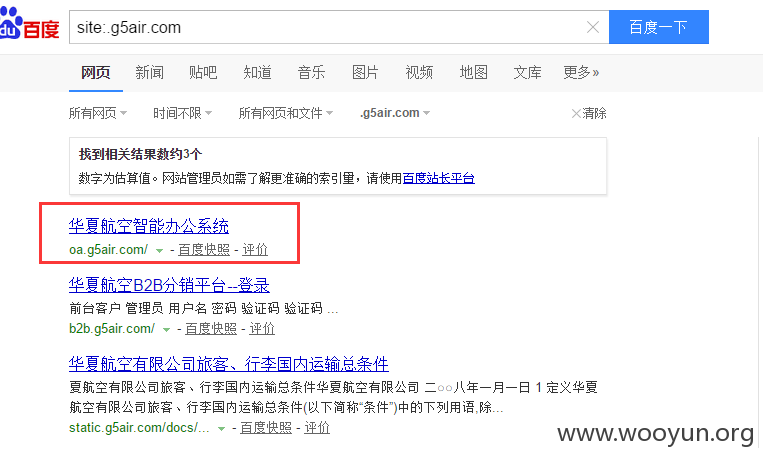 du 百度 site:.g5air.com 百度一下
网页 新闻 贴吧 知道 音乐 图片 视频 地图 文库 更多»
所有网页 时间不限 所有网页和文件 .g5air.com 清除
找到相关结果数约3个
数字为估算值。网站管理员如需了解更准确的索引量，请使用百度站长平台
华夏航空智能办公系统
oa.g5air.com/ - 百度快照 - 评价
华夏航空B2B分销平台--登录
前台客户 管理员 用户名 密码 验证码 验证码 ...
b2b.g5air.com/ - 百度快照 - 评价
华夏航空有限公司旅客、行李国内运输总条件
夏航空有限公司旅客、行李国内运输总条件华夏航空有限公司 二○○八年一月一日 1 定义华夏
航空有限公司旅客、行李国内运输总条件(以下简称“条件”)中的下列用语,除...
static.g5air.com/docs/... - 百度快照 - 评价
www.wooyun.org